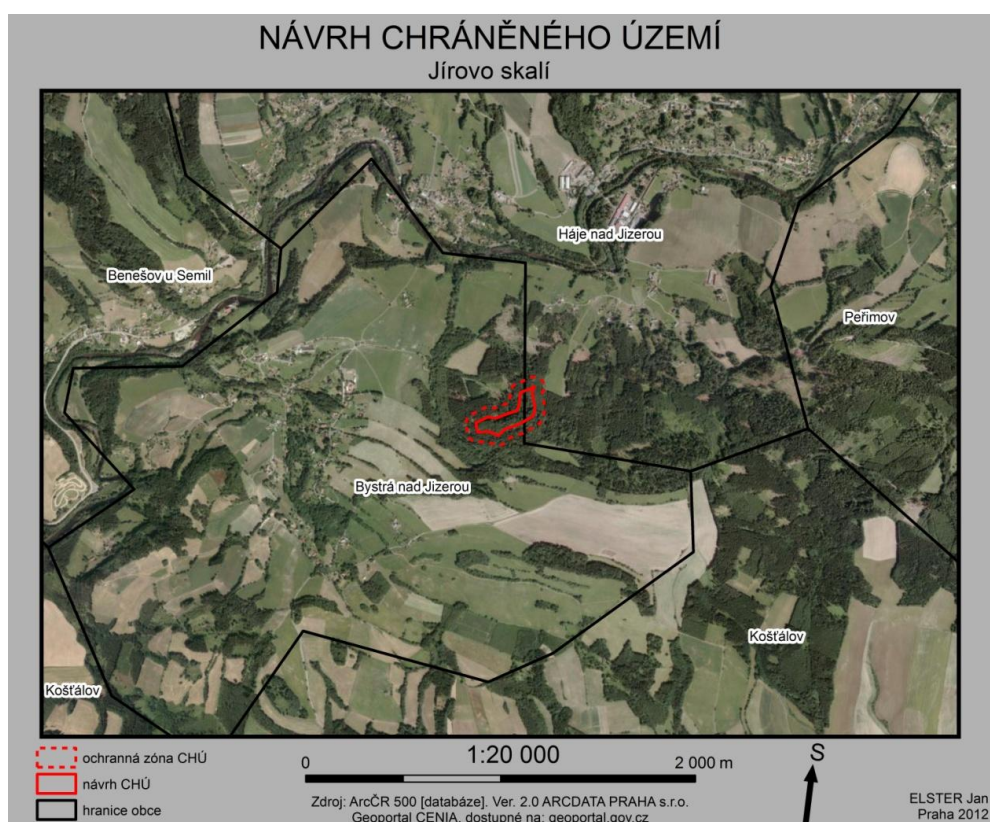 NÁVRH CHRÁNĚNÉHO ÚZEMÍ
Jírovo skalí
Háje nad Jizerou
Benešov u Semil
Peřimov
Bystrá nad Jizerou
Košťálov
Košťálov
ochranná zóna CHÚ
návrh CHÚ
hranice obce
1:20 000
0
2 000 m
Zdroj: ArcČR 500 [databáze]. Ver. 2.0 ARCDATA PRAHA s.r.o.
Geoportal CENIA, dostupné na: geoportal.gov.cz
S
ELSTER Jan
Praha 2012